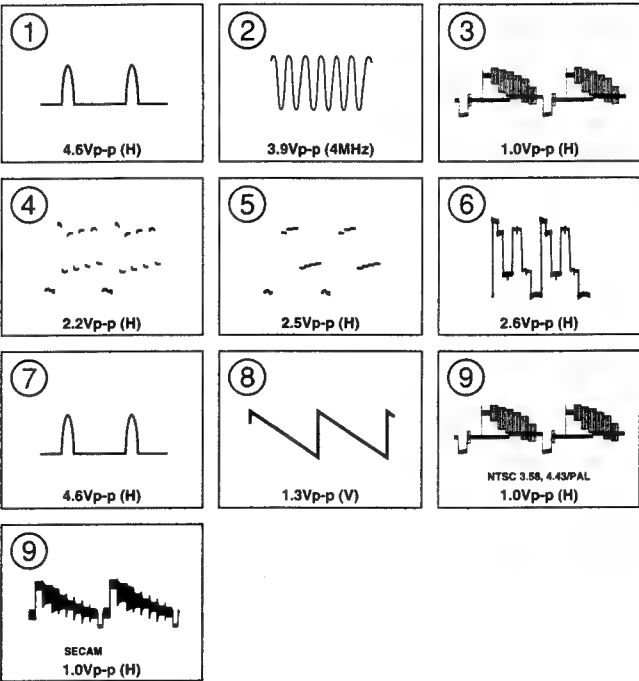 1
4.6Vp-p (H)
2
3.9Vp-p (4MHz)
3
1.0Vp-p (H)
4
2.2Vp-p (H)
5
2.5Vp-p (H)
6
2.6Vp-p (H)
7
4.6Vp-p (H)
8
1.3Vp-p (V)
9
NTSC 3.58, 4.43/PAL
1.0Vp-p (H)
9
SECAM
1.0Vp-p (H)